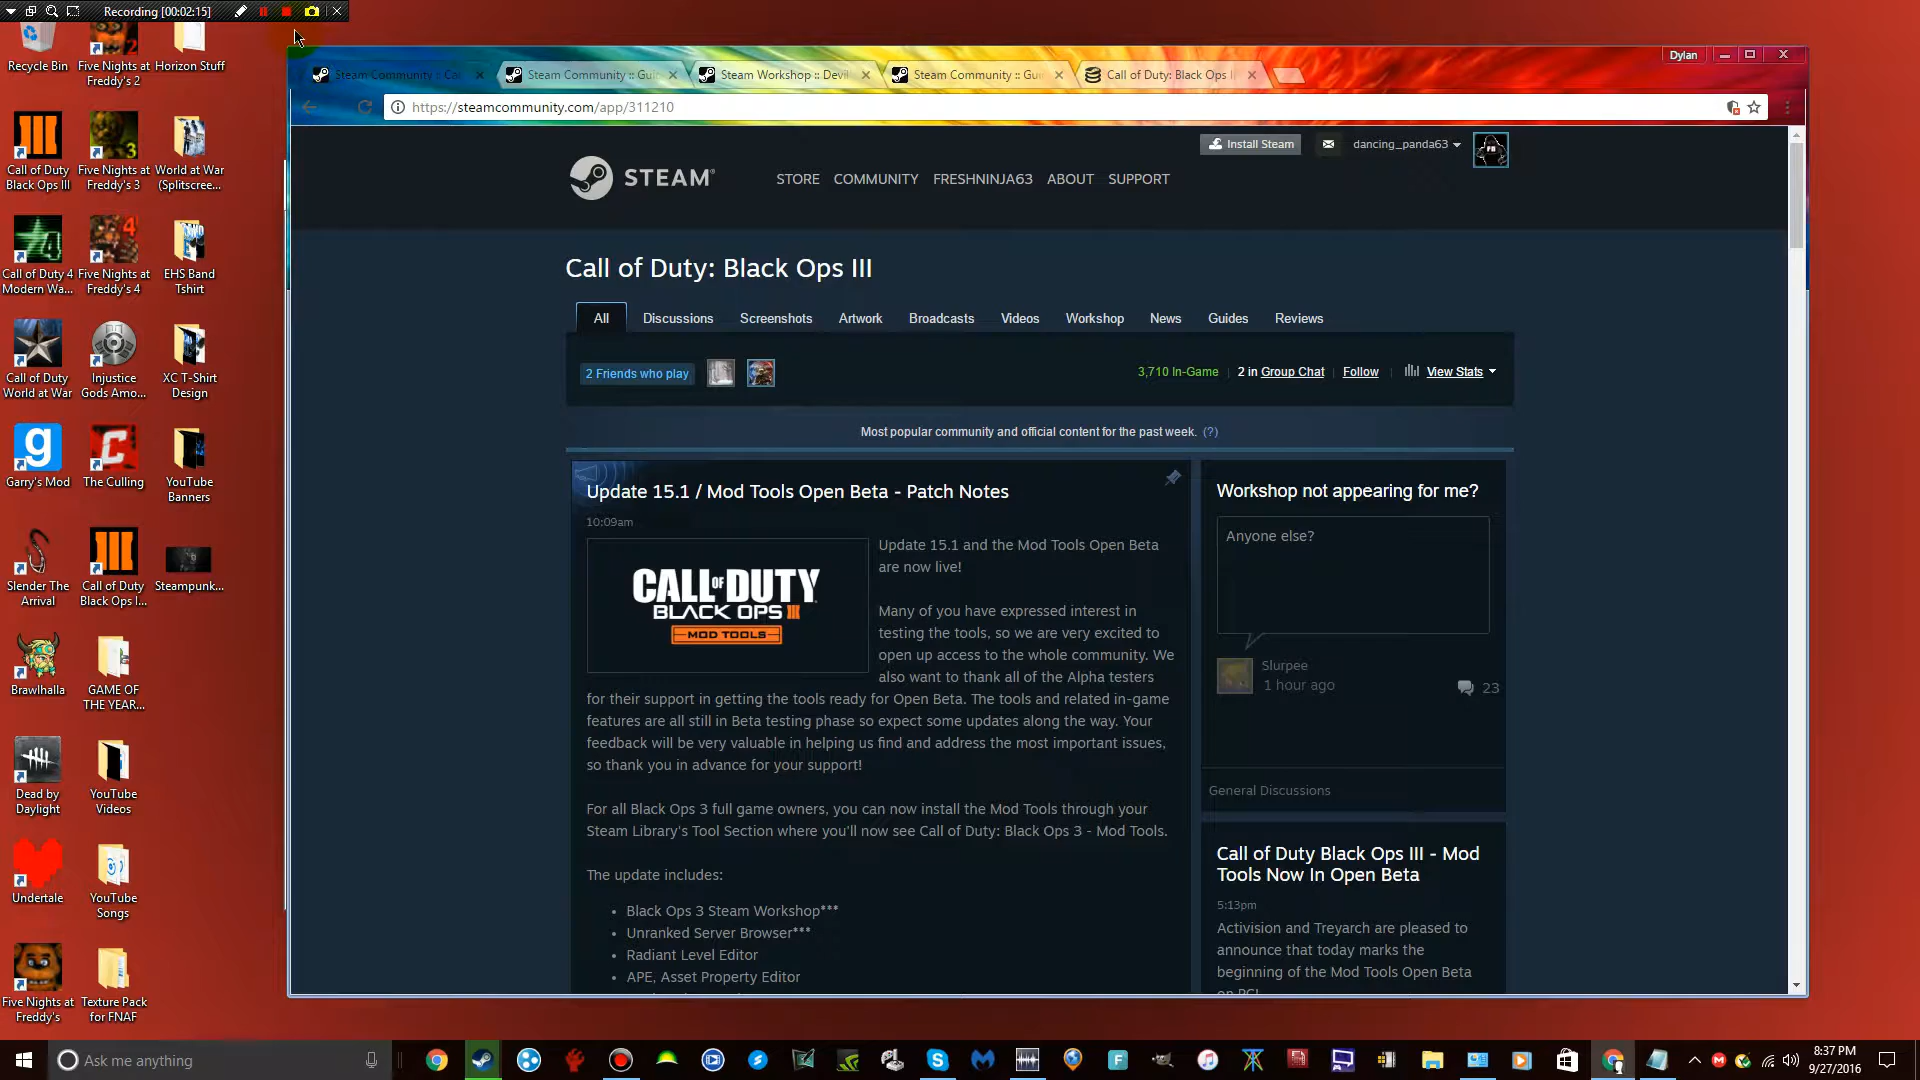 Recording [00:02:15]
Recycle Bin
Five Nights at
Freddy's 2
Horizon Stuff
Call of Duty
Black Ops III
Five Nights at
Freddy's 3
World at War
(Splitscree...
Call of Duty 4
Modern Wa...
Five Nights at
Freddy's 4
EHS Band
Tshirt
Call of Duty
World at War
Injustice
Gods Amo...
XC T-Shirt
Design
Garry's Mod
The Culling
YouTube
Banners
Slender The
Arrival
Call of Duty
Black Ops I...
Steampunk...
Brawlhalla
GAME OF
THE YEAR...
Dead by
Daylight
YouTube
Videos
Undertale
YouTube
Songs
Five Nights at
Freddy's
Texture Pack
for FNAF
Dylan
Steam Community :: Ca
Steam Community :: Gui
Steam Workshop :: Devil
Steam Community :: Gui
Call of Duty: Black Ops I
https://steamcommunity.com/app/311210
Install Steam
dancing_panda63
STEAM
STORE COMMUNITY FRESHNINJA63 ABOUT SUPPORT
Call of Duty: Black Ops III
All Discussions Screenshots Artwork Broadcasts Videos Workshop News Guides Reviews
2 Friends who play
3,710 In-Game
2 in Group Chat
Follow
View Stats
Most popular community and official content for the past week. (?)
Update 15.1 / Mod Tools Open Beta - Patch Notes
10:09am
CALL OF DUTY
BLACK OPS III
MOD TOOLS
Update 15.1 and the Mod Tools Open Beta
are now live!
Many of you have expressed interest in
testing the tools, so we are very excited to
open up access to the whole community. We
also want to thank all of the Alpha testers
for their support in getting the tools ready for Open Beta. The tools and related in-game
features are all still in Beta testing phase so expect some updates along the way. Your
feedback will be very valuable in helping us find and address the most important issues,
so thank you in advance for your support!
For all Black Ops 3 full game owners, you can now install the Mod Tools through your
Steam Library's Tool Section where you'll now see Call of Duty: Black Ops 3 - Mod Tools.
The update includes:
• Black Ops 3 Steam Workshop***
• Unranked Server Browser***
• Radiant Level Editor
• APE, Asset Property Editor
Workshop not appearing for me?
Anyone else?
Slurpee
1 hour ago
23
General Discussions
Call of Duty Black Ops III - Mod
Tools Now In Open Beta
5:13pm
Activision and Treyarch are pleased to
announce that today marks the
beginning of the Mod Tools Open Beta
on PC!
Ask me anything
8:37 PM
9/27/2016